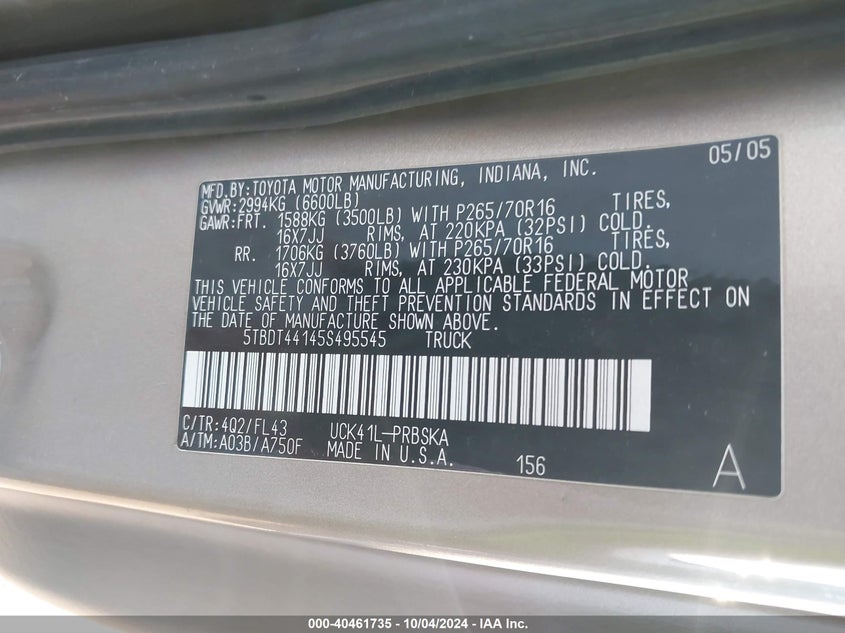 05/05
MFD.BY:TOYOTA MOTOR MANUFACTURING, INDIANA, INC.
GVWR:2994KG (6600LB)
GAWR:FRT. 1588KG (3500LB) WITH P265/70R16 TIRES,
16X7JJ RIMS, AT 220KPA (32PSI) COLD.
RR. 1706KG (3760LB) WITH P265/70R16 TIRES,
16X7JJ RIMS, AT 230KPA (33PSI) COLD.
THIS VEHICLE CONFORMS TO ALL APPLICABLE FEDERAL MOTOR
VEHICLE SAFETY AND THEFT PREVENTION STANDARDS IN EFFECT ON
THE DATE OF MANUFACTURE SHOWN ABOVE.
5TBDT44145S495545 TRUCK
C/TR:4Q2/FL43 UCK41L-PRBSKA
A/TM:A03B/A750F MADE IN U.S.A.
156
A
000-40461735 - 10/04/2024 - IAA Inc.